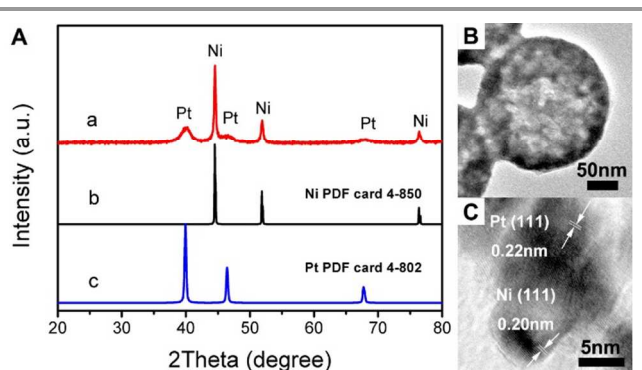 A
Intensity (a.u.)
a
Pt
Ni
Pt
Ni
Pt
Ni
b
Ni PDF card 4-850
c
Pt PDF card 4-802
20 30 40 50 60 70 80
2Theta (degree)
B
50nm
C
Pt (111)
0.22nm
Ni (111)
0.20nm
5nm